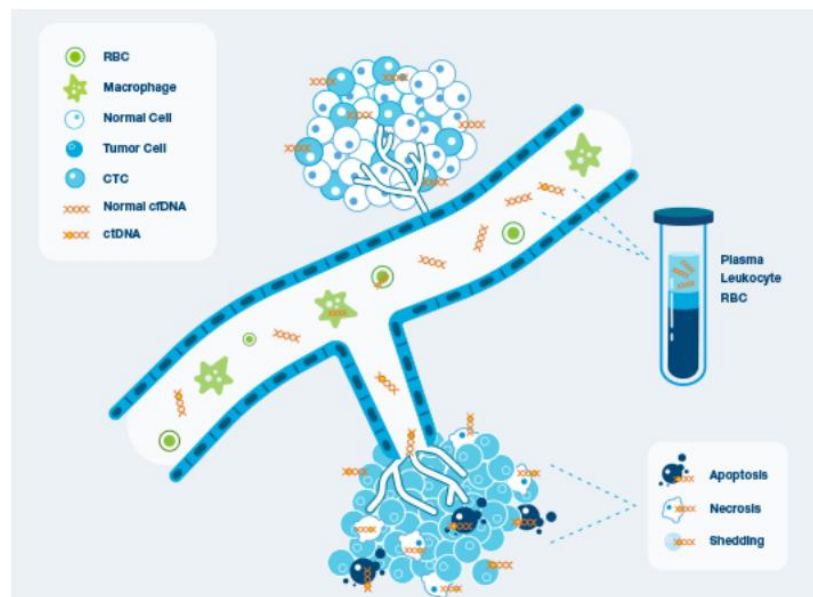 RBC
Macrophage
Normal Cell
Tumor Cell
CTC
Normal cfDNA
ctDNA
Plasma
Leukocyte
RBC
Apoptosis
Necrosis
Shedding